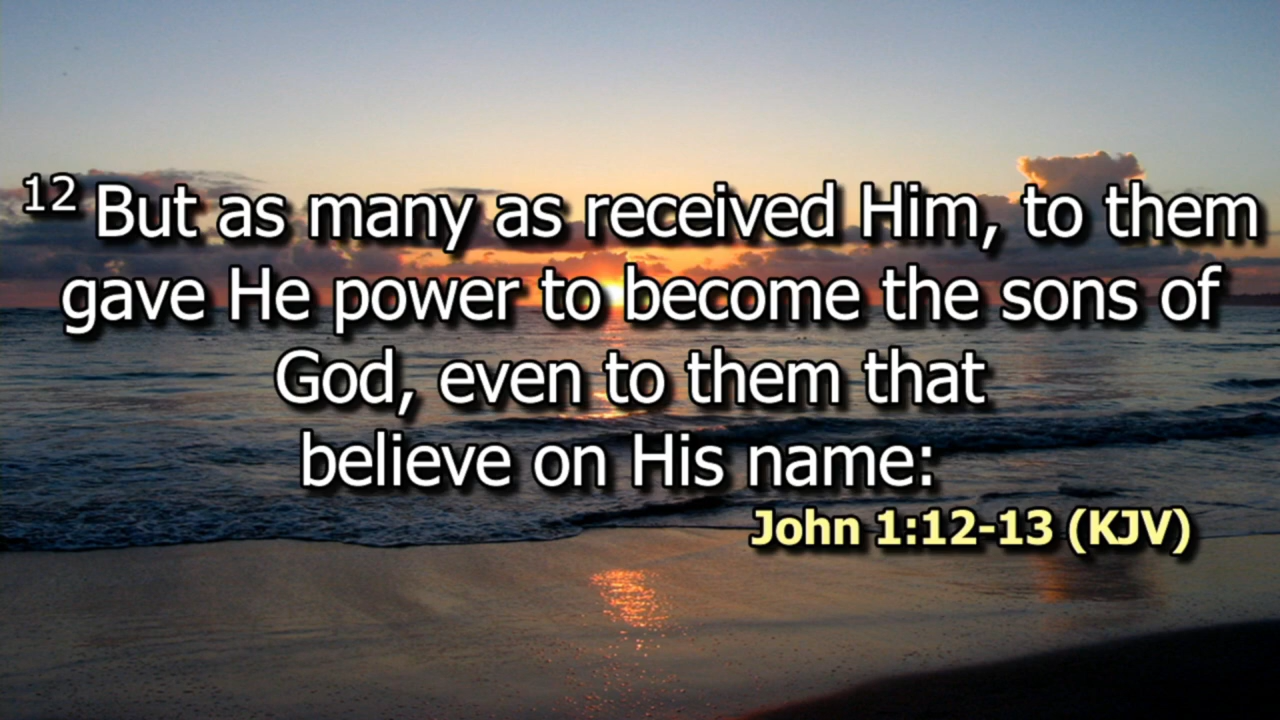 12 But as many as received Him, to them
gave He power to become the sons of
God, even to them that
believe on His name:
John 1:12-13 (KJV)